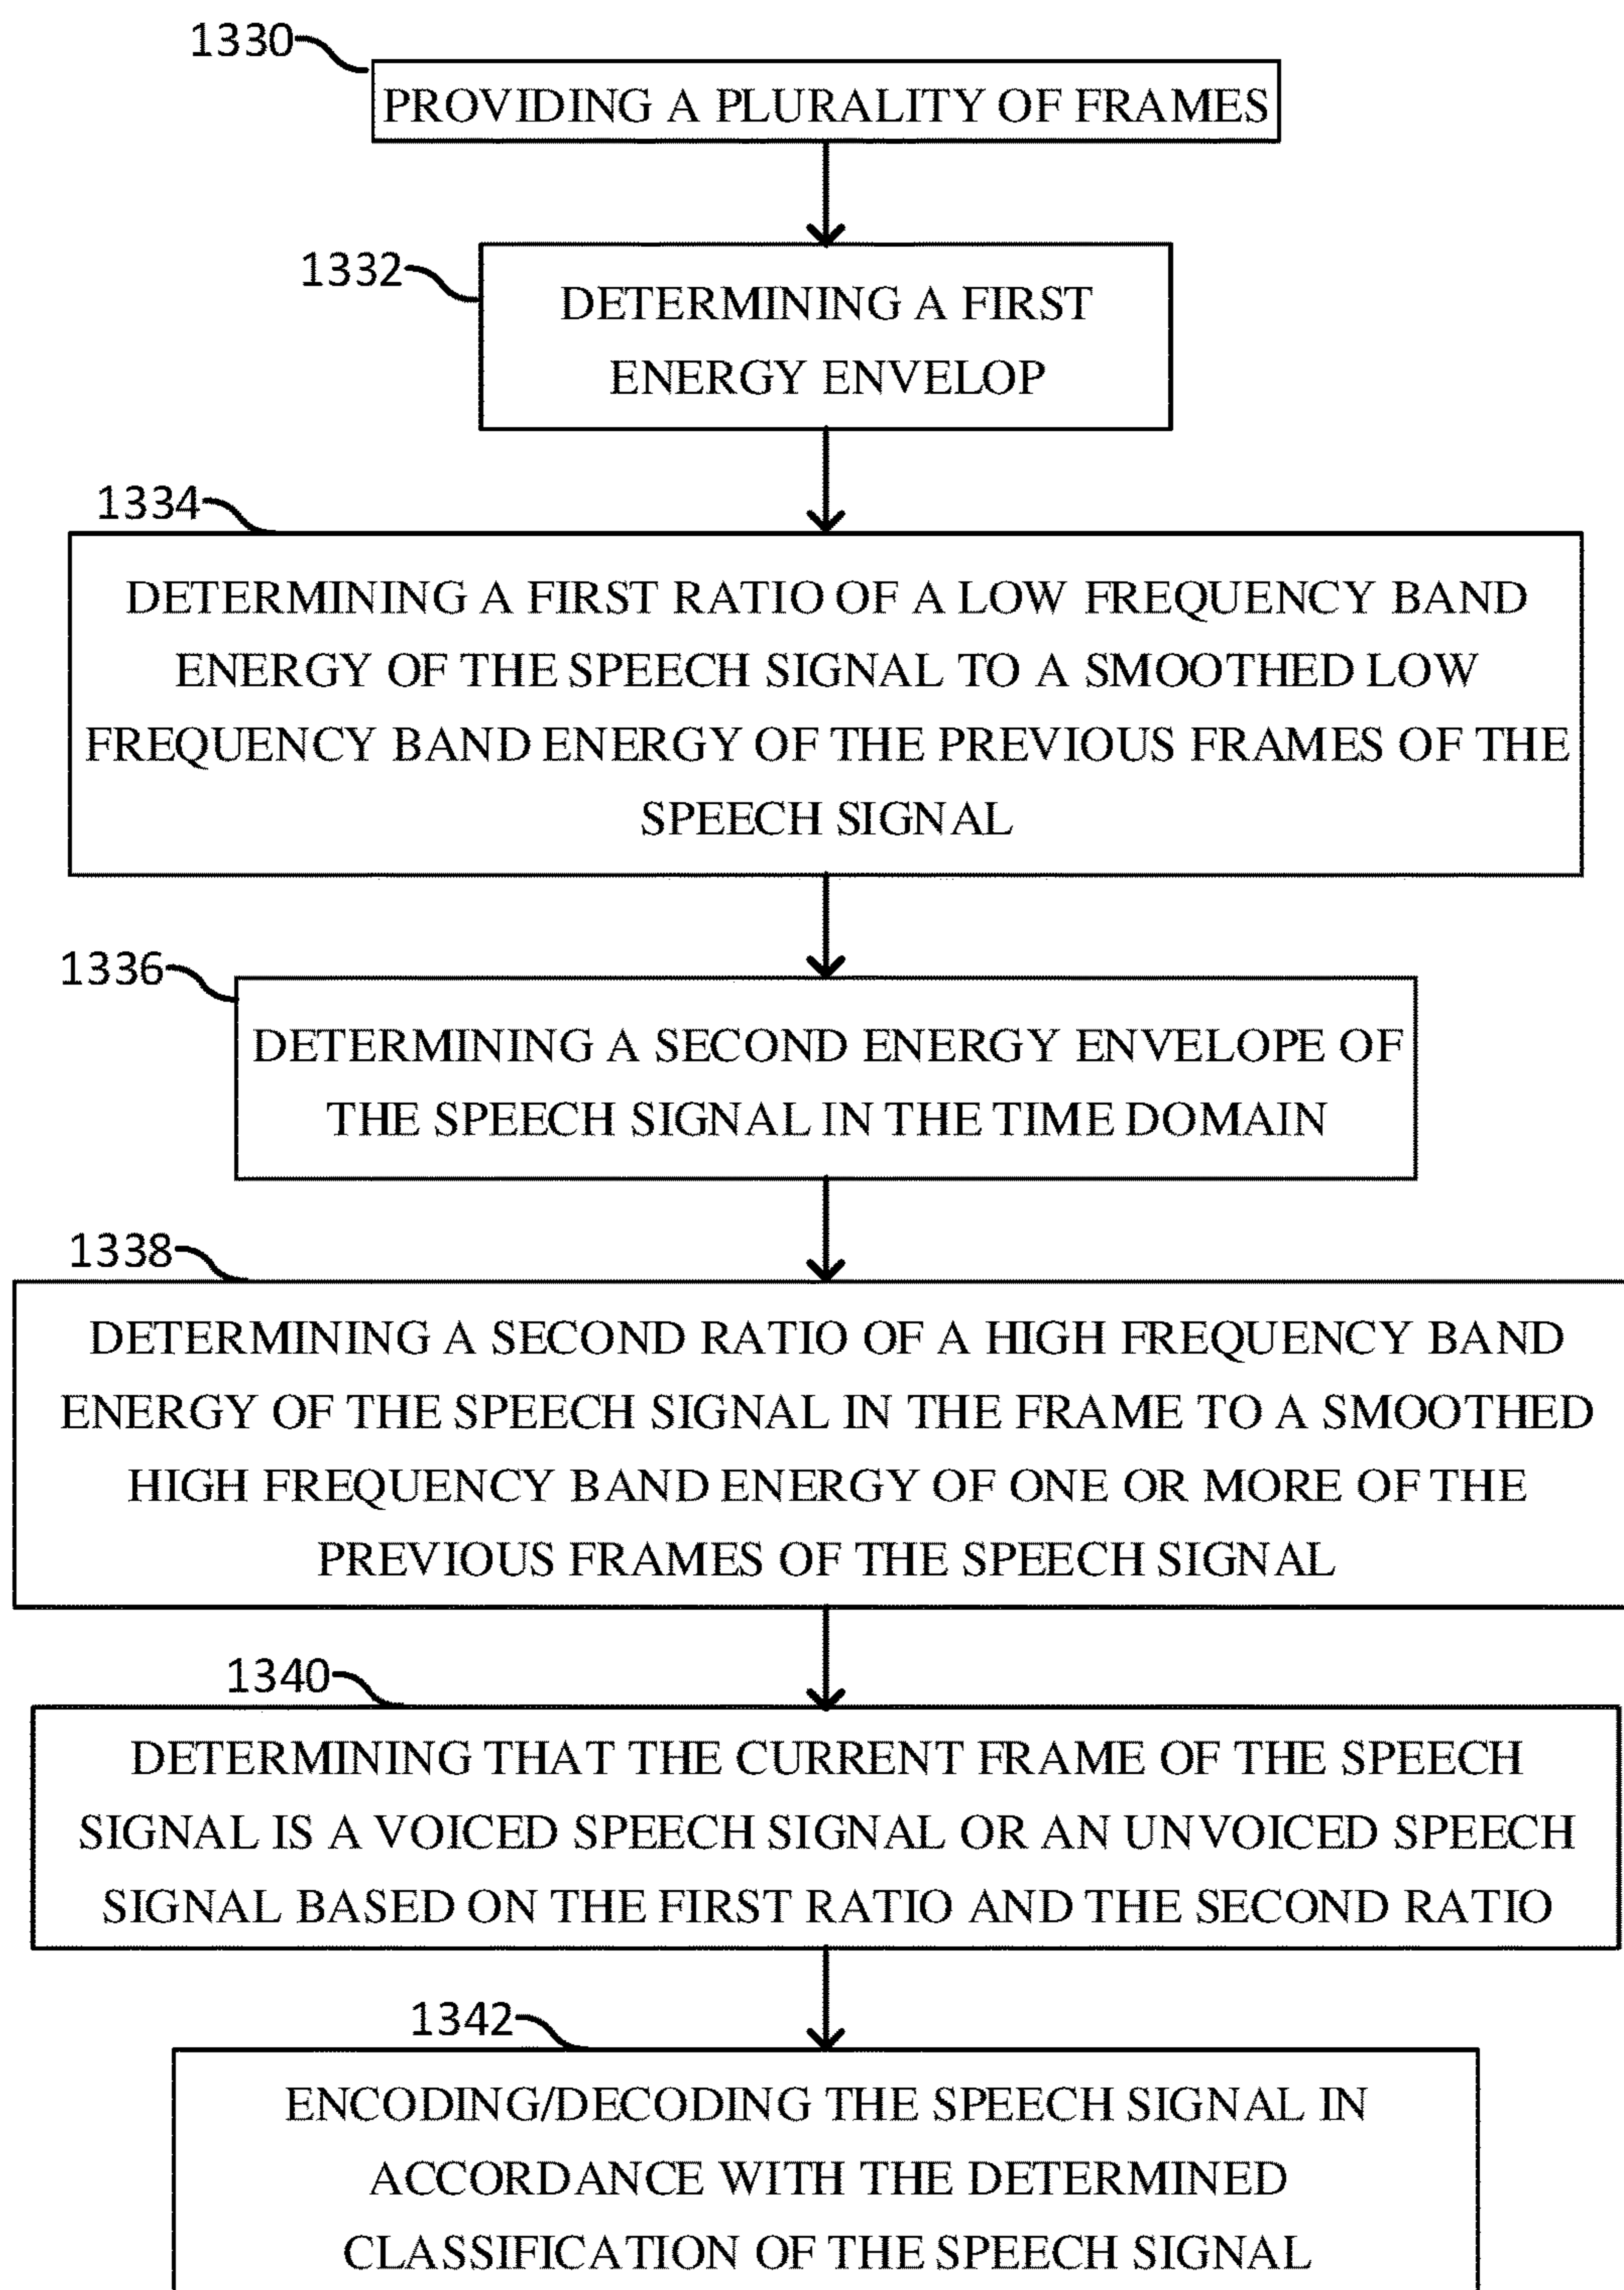 1330
PROVIDING A PLURALITY OF FRAMES
1332
DETERMINING A FIRST
ENERGY ENVELOP
1334
DETERMINING A FIRST RATIO OF A LOW FREQUENCY BAND
ENERGY OF THE SPEECH SIGNAL TO A SMOOTHED LOW
FREQUENCY BAND ENERGY OF THE PREVIOUS FRAMES OF THE
SPEECH SIGNAL
1336
DETERMINING A SECOND ENERGY ENVELOPE OF
THE SPEECH SIGNAL IN THE TIME DOMAIN
1338
DETERMINING A SECOND RATIO OF A HIGH FREQUENCY BAND
ENERGY OF THE SPEECH SIGNAL IN THE FRAME TO A SMOOTHED
HIGH FREQUENCY BAND ENERGY OF ONE OR MORE OF THE
PREVIOUS FRAMES OF THE SPEECH SIGNAL
1340
DETERMINING THAT THE CURRENT FRAME OF THE SPEECH
SIGNAL IS A VOICED SPEECH SIGNAL OR AN UNVOICED SPEECH
SIGNAL BASED ON THE FIRST RATIO AND THE SECOND RATIO
1342
ENCODING/DECODING THE SPEECH SIGNAL IN
ACCORDANCE WITH THE DETERMINED
CLASSIFICATION OF THE SPEECH SIGNAL